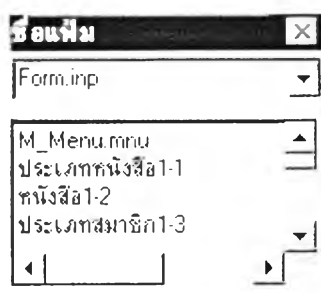 ชื่อแฟ้ม
Form.inp
M_Menu.mnu
ประเภทหนังสือ1-1
หนังสือ1-2
ประเภทสมาชิก1-3